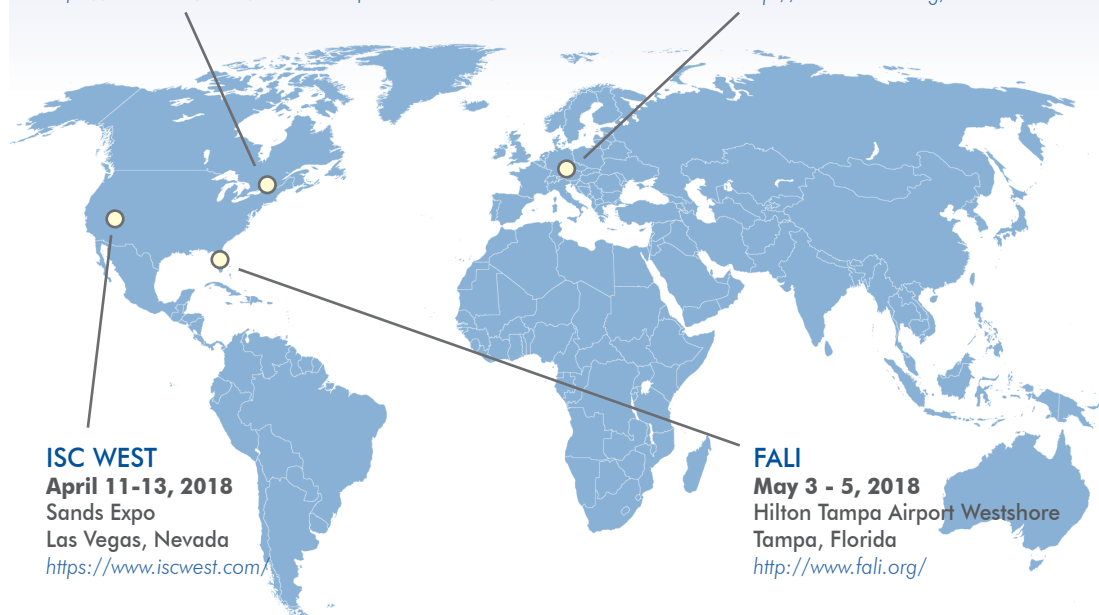 ISC WEST
April 11-13, 2018
Sands Expo
Las Vegas, Nevada
https://www.iscwest.com/
FALI
May 3 - 5, 2018
Hilton Tampa Airport Westshore
Tampa, Florida
http://www.fali.org/